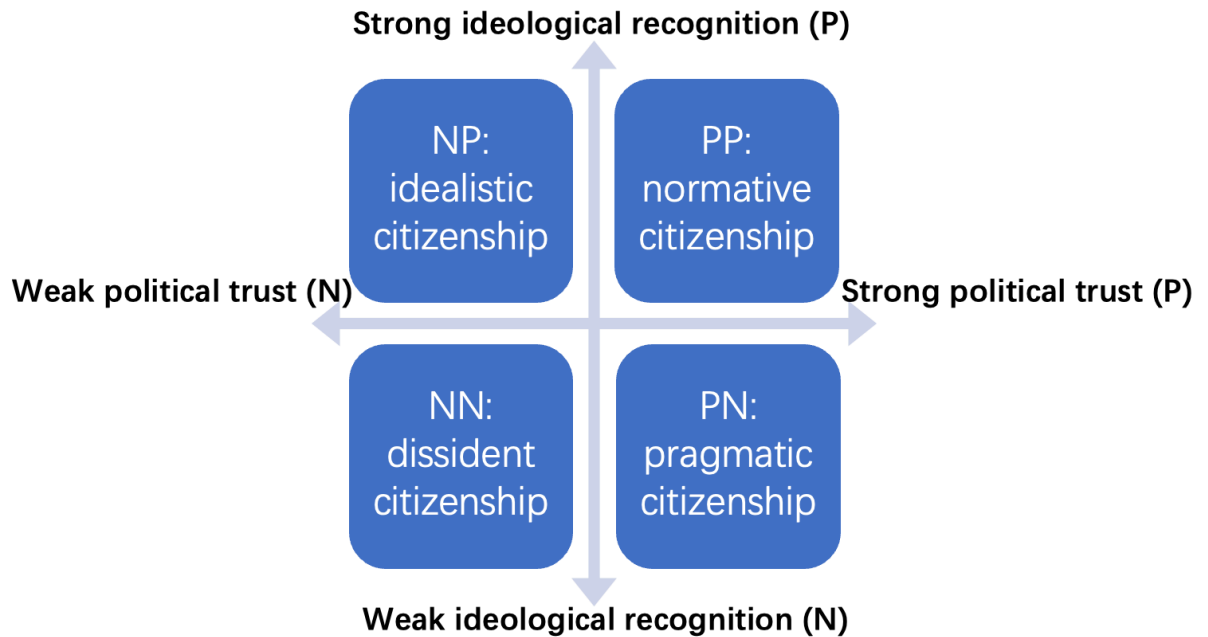 Strong ideological recognition (P)
NP:
idealistic
citizenship
PP:
normative
citizenship
Weak political trust (N)
Strong political trust (P)
NN:
dissident
citizenship
PN:
pragmatic
citizenship
Weak ideological recognition (N)